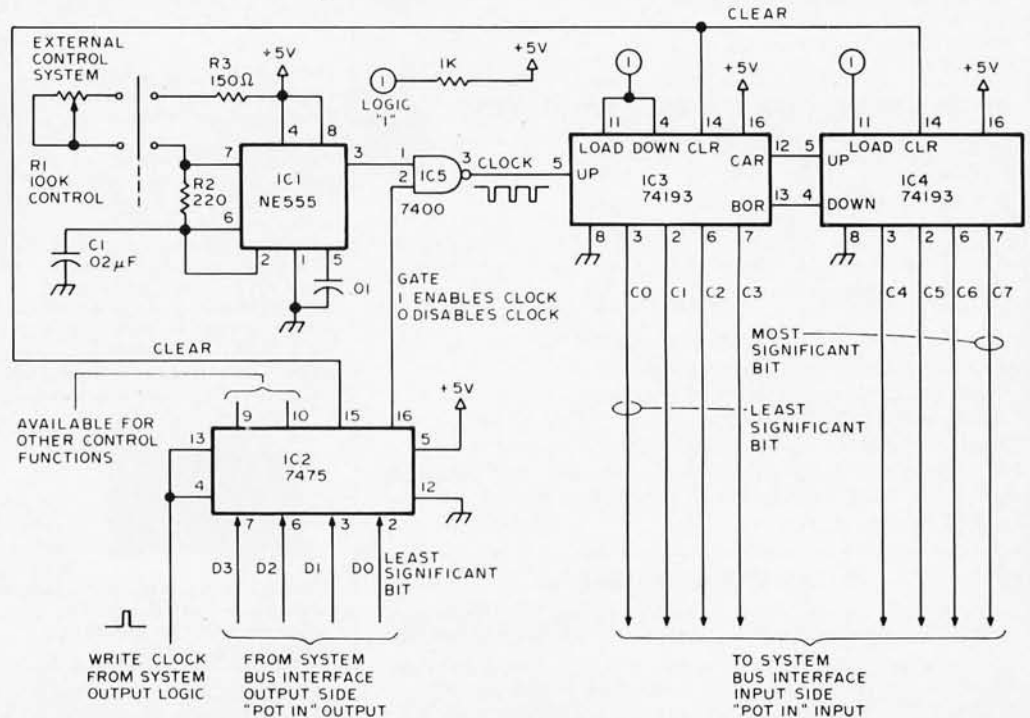 CLEAR
EXTERNAL
CONTROL
SYSTEM
R1
100K
CONTROL
R3
150Ω
+5V
1
LOGIC
"1"
1K
+5V
4
8
7
3
R2
220
IC1
NE555
6
2
1
5
C1
.02μF
.01
1
2
3
IC5
7400
CLOCK
5
GATE
1 ENABLES CLOCK
0 DISABLES CLOCK
1
+5V
11
4
14
16
LOAD DOWN CLR
CAR
12
UP
IC3
74193
BOR
13
8
3
2
6
7
C0
C1
C2
C3
1
+5V
11
14
16
LOAD CLR
5
UP
IC4
74193
4
DOWN
8
3
2
6
7
C4
C5
C6
C7
MOST
SIGNIFICANT
BIT
LEAST
SIGNIFICANT
BIT
CLEAR
AVAILABLE FOR
OTHER CONTROL
FUNCTIONS
9
10
15
16
+5V
13
5
IC2
7475
4
12
7
6
3
2
D3
D2
D1
D0
LEAST
SIGNIFICANT
BIT
WRITE CLOCK
FROM SYSTEM
OUTPUT LOGIC
FROM SYSTEM
BUS INTERFACE
OUTPUT SIDE
"POT IN" OUTPUT
TO SYSTEM
BUS INTERFACE
INPUT SIDE
"POT IN" INPUT